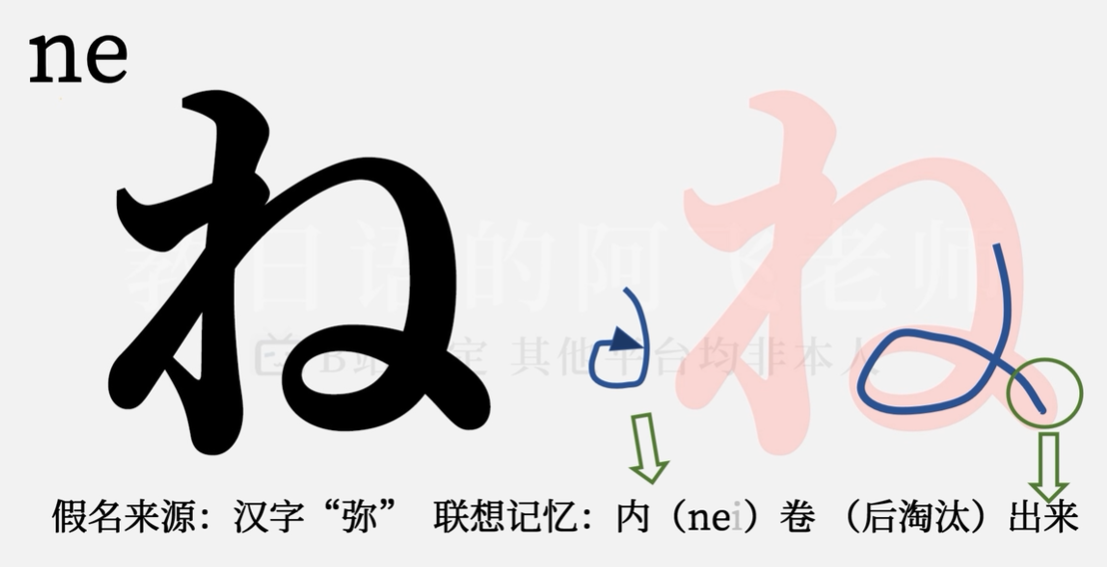 ne
ね ね
教日语的阿飞老师
B站 定 其他平台均非本人
假名来源：汉字“弥” 联想记忆：内（nei）卷 （后淘汰）出来